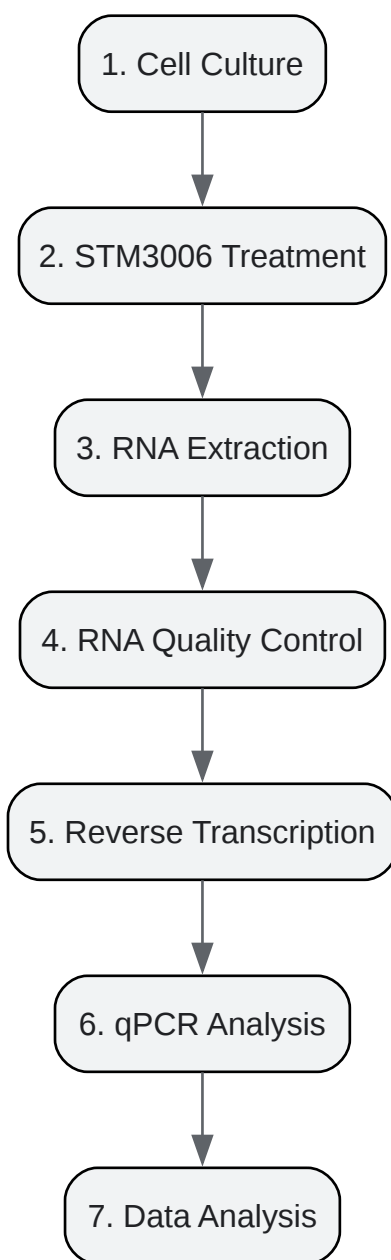 1. Cell Culture
2. STM3006 Treatment
3. RNA Extraction
4. RNA Quality Control
5. Reverse Transcription
6. qPCR Analysis
7. Data Analysis